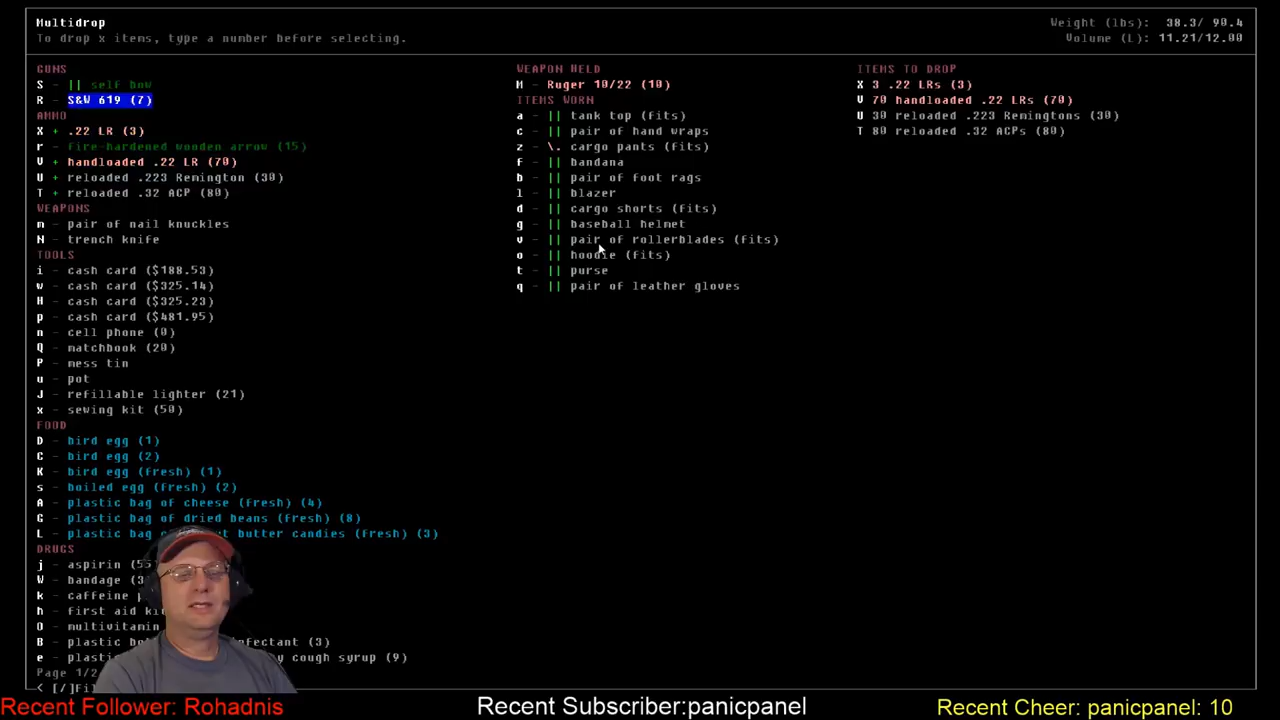 Multidrop
To drop x items, type a number before selecting.
Weight (lbs): 38.3/ 90.4
Volume (L): 11.21/12.00
GUNS
S - || self bow
R - S&W 619 (7)
AMMO
X + .22 LR (3)
r - fire-hardened wooden arrow (15)
V + handloaded .22 LR (70)
U + reloaded .223 Remington (30)
T + reloaded .32 ACP (80)
WEAPONS
m - pair of nail knuckles
N - trench knife
TOOLS
i - cash card ($188.53)
w - cash card ($325.14)
H - cash card ($325.23)
p - cash card ($481.95)
n - cell phone (0)
Q - matchbook (20)
P - mess tin
u - pot
J - refillable lighter (21)
x - sewing kit (50)
FOOD
D - bird egg (1)
C - bird egg (2)
K - bird egg (fresh) (1)
s - boiled egg (fresh) (2)
A - plastic bag of cheese (fresh) (4)
G - plastic bag of dried beans (fresh) (8)
L - plastic bag butter candies (fresh) (3)
DRUGS
j - aspirin
W - bandage
k - caffeine
h - first aid
O - multivitamin
B - plastic (3)
e - cough syrup (9)
Page
< [/]
WEAPON HELD
M - Ruger 10/22 (10)
ITEMS WORN
a - || tank top (fits)
c - || pair of hand wraps
z - \. cargo pants (fits)
f - || bandana
b - || pair of foot rags
l - || blazer
d - || cargo shorts (fits)
g - || baseball helmet
v - || pair of rollerblades (fits)
o - || hoodie (fits)
t - || purse
q - || pair of leather gloves
ITEMS TO DROP
X 3 .22 LRs (3)
V 70 handloaded .22 LRs (70)
U 30 reloaded .223 Remingtons (30)
T 80 reloaded .32 ACPs (80)
Recent Follower: Rohadnis
Recent Subscriber:panicpanel
Recent Cheer: panicpanel: 10